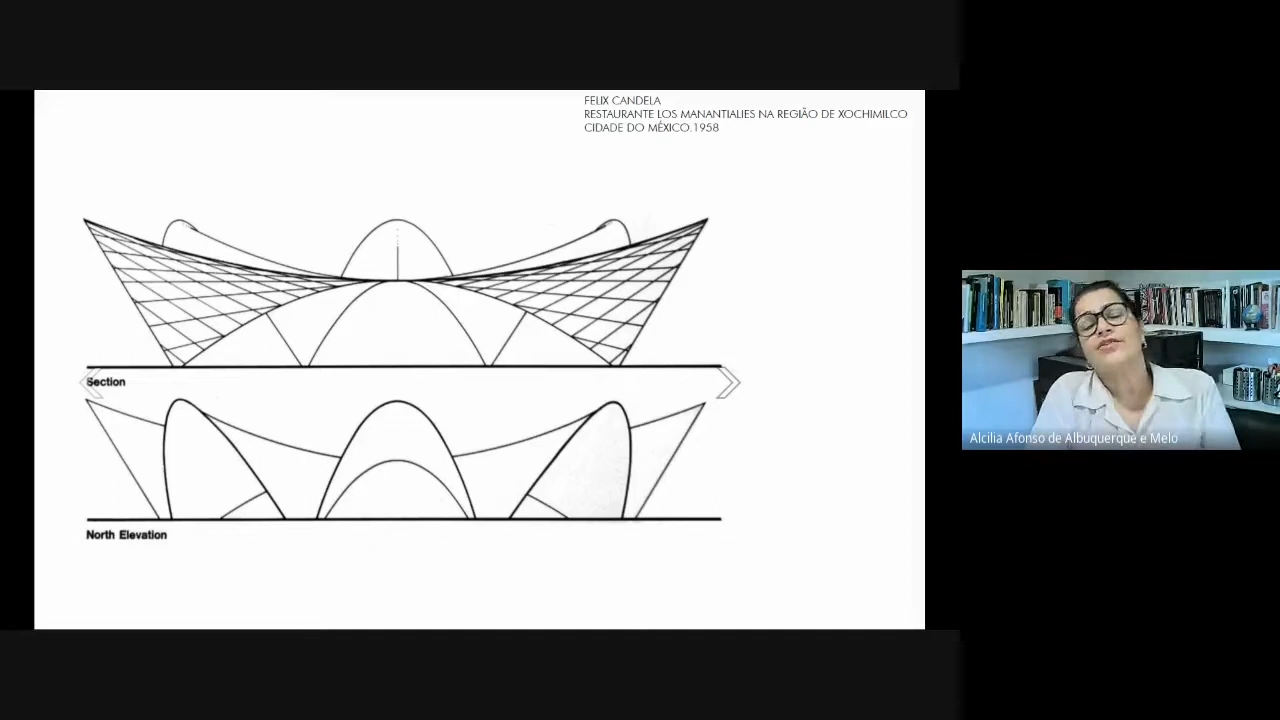 FELIX CANDELA
RESTAURANTE LOS MANANTIALIES NA REGIÃO DE XOCHIMILCO
CIDADE DO MÉXICO.1958
Section
North Elevation
Alcilia Afonso de Albuquerque e Melo